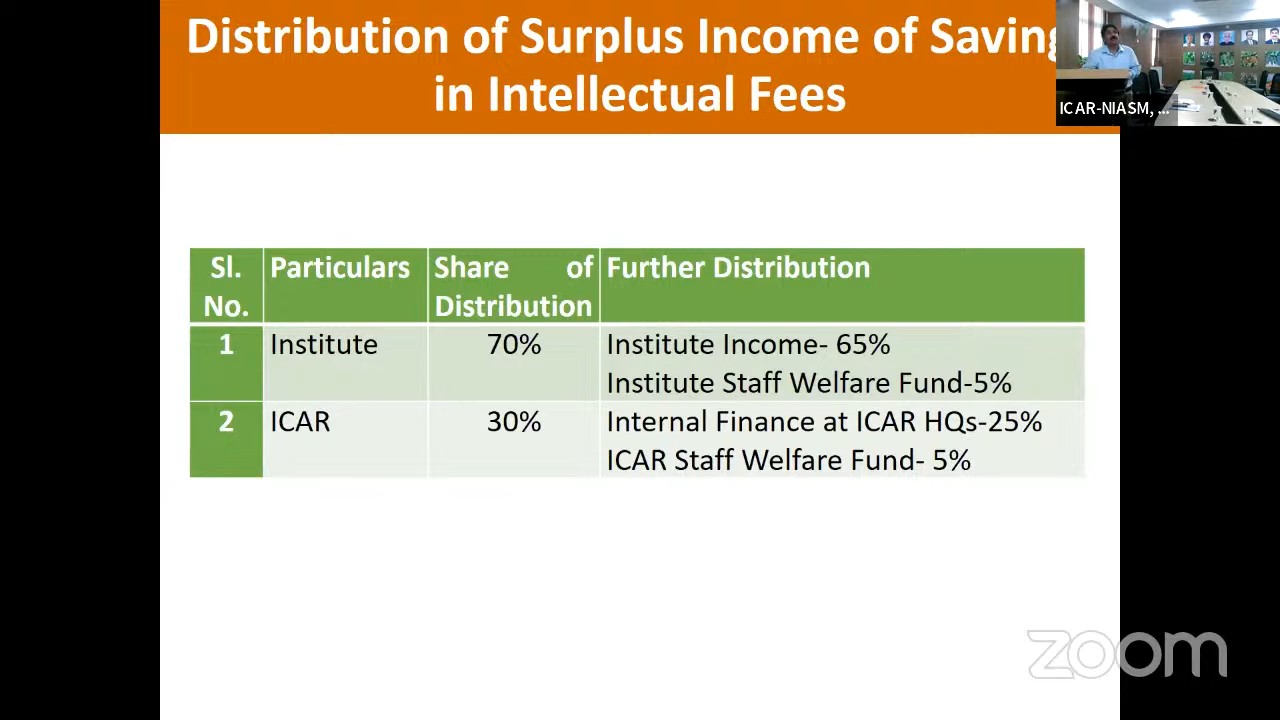 Distribution of Surplus Income of Saving
in Intellectual Fees
ICAR-NIASM, ...
Sl. No. Particulars Share of Distribution Further Distribution
1 Institute 70% Institute Income- 65%
Institute Staff Welfare Fund-5%
2 ICAR 30% Internal Finance at ICAR HQs-25%
ICAR Staff Welfare Fund- 5%
zoom